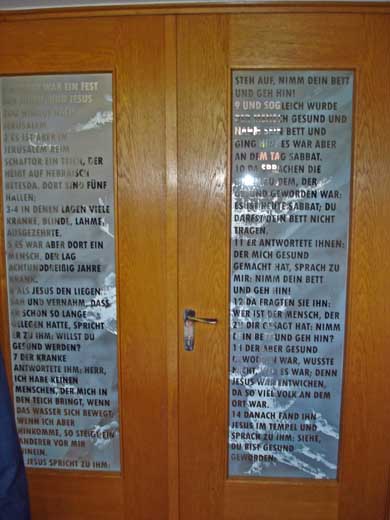 WAR EIN FEST
JESUS
JERUSALEM.
2 ES IST ABER IN
JERUSALEM BEIM
SCHAFTOR EIN TEICH, DER
HEIßT AUF HEBRÄISCH
BETESDA. DORT SIND FÜNF
HALLEN;
3-4 IN DENEN LAGEN VIELE
KRANKE, BLINDE, LAHME,
AUSGEZEHRTE.
5 ES WAR ABER DORT EIN
MENSCH, DER LAG
ACHTUNDDREIßIG JAHRE
KRANK.
6 ALS JESUS DEN LIEGEN
SAH UND VERNAHM, DASS
ER SCHON SO LANGE
GELEGEN HATTE, SPRICHT
ER ZU IHM: WILLST DU
GESUND WERDEN?
7 DER KRANKE
ANTWORTETE IHM: HERR,
ICH HABE KEINEN
MENSCHEN, DER MICH IN
DEN TEICH BRINGT, WENN
DAS WASSER SICH BEWEGT;
WENN ICH ABER
HINKOMME, SO STEIGT EIN
ANDERER VOR MIR
HINEIN.
JESUS SPRICHT ZU IHM:
STEH AUF, NIMM DEIN BETT
UND GEH HIN!
9 UND SOGLEICH WURDE
DER MENSCH GESUND UND
NAHM SEIN BETT UND
GING HIN. ES WAR ABER
AN DEM TAG SABBAT.
10 DA SPRACHEN DIE
ZU DEM, DER
GESUND GEWORDEN WAR:
ES IST HEUTE SABBAT; DU
DARFST DEIN BETT NICHT
TRAGEN.
11 ER ANTWORTETE IHNEN:
DER MICH GESUND
GEMACHT HAT, SPRACH ZU
MIR: NIMM DEIN BETT
UND GEH HIN!
12 DA FRAGTEN SIE IHN:
WER IST DER MENSCH, DER
ZU DIR GESAGT HAT: NIMM
DEIN BETT UND GEH HIN?
13 DER ABER GESUND
GEWORDEN WAR, WUSSTE
NICHT, WER ES WAR; DENN
JESUS WAR ENTWICHEN,
DA SO VIEL VOLK AN DEM
ORT WAR.
14 DANACH FAND IHN
JESUS IM TEMPEL UND
SPRACH ZU IHM: SIEHE,
DU BIST GESUND
GEWORDEN;